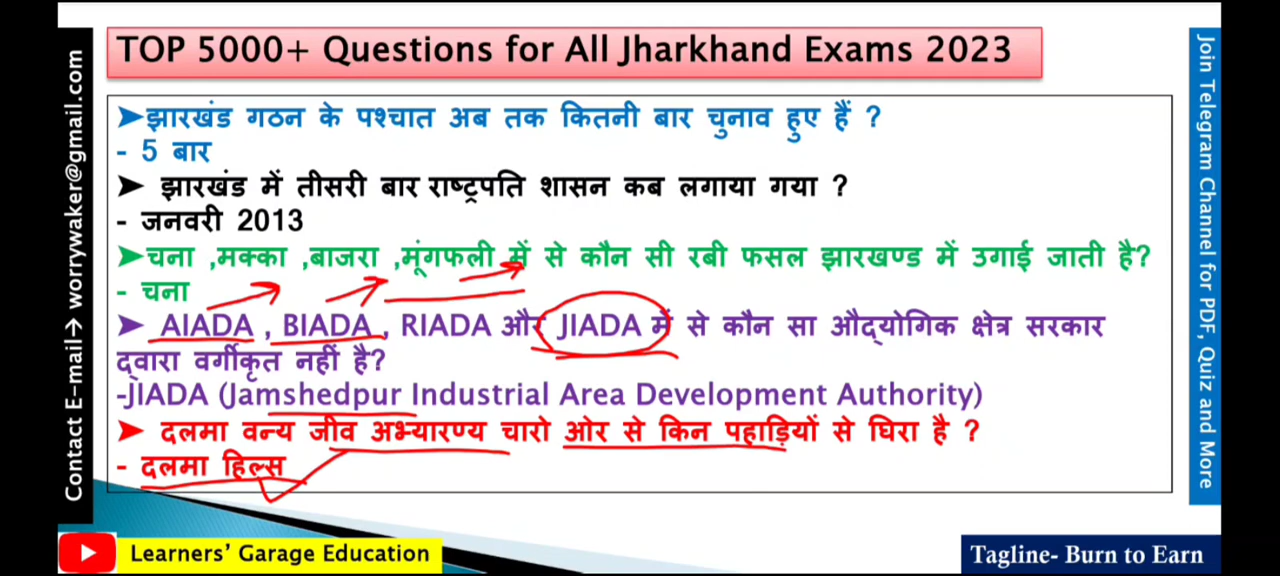 TOP 5000+ Questions for All Jharkhand Exams 2023
➤झारखंड गठन के पश्चात अब तक कितनी बार चुनाव हुए हैं ?
- 5 बार
➤ झारखंड में तीसरी बार राष्ट्रपति शासन कब लगाया गया ?
- जनवरी 2013
➤चना ,मक्का ,बाजरा ,मूंगफली में से कौन सी रबी फसल झारखण्ड में उगाई जाती है?
- चना
➤ AIADA , BIADA , RIADA और JIADA में से कौन सा औद्योगिक क्षेत्र सरकार
द्वारा वर्गीकृत नहीं है?
-JIADA (Jamshedpur Industrial Area Development Authority)
➤ दलमा वन्य जीव अभ्यारण्य चारो ओर से किन पहाड़ियों से घिरा है ?
- दलमा हिल्स
Contact E-mail→ worrywaker@gmail.com
Join Telegram Channel for PDF, Quiz and More
Learners’ Garage Education
Tagline- Burn to Earn